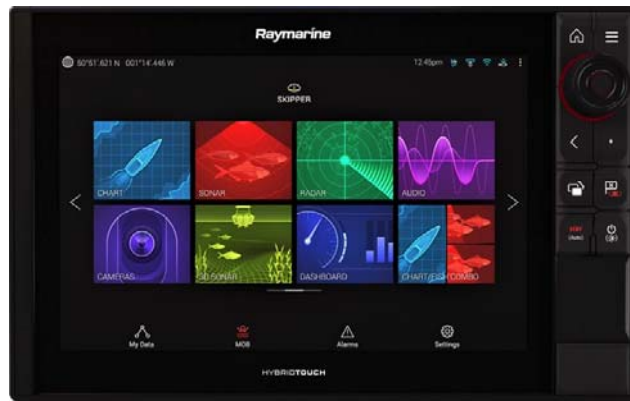 Raymarine
50°51'.621 N 001°14'.446 W
12:45pm
SKIPPER
CHART
SONAR
RADAR
AUDIO
CAMERAS
3D SONAR
DASHBOARD
CHART/FISH COMBO
My Data
MOB
Alarms
Settings
HYBRIDTOUCH
(Auto)